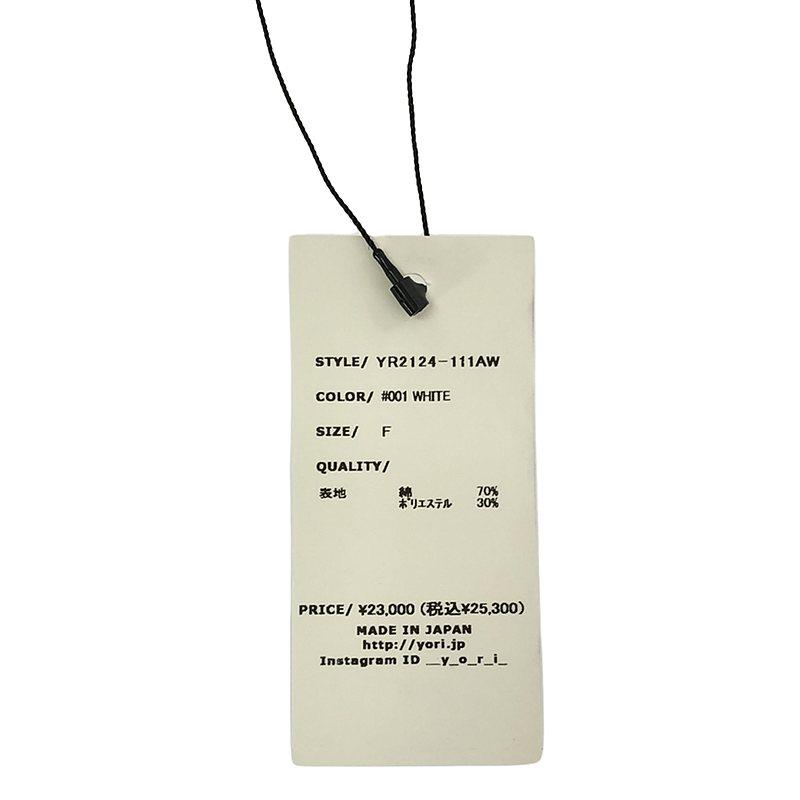 STYLE/ YR2124-111AW
COLOR/ #001 WHITE
SIZE/ F
QUALITY/
表地 綿 70%
ポリエステル 30%
PRICE/ ¥23,000 (税込¥25,300)
MADE IN JAPAN
http://yori.jp
Instagram ID __y_o_r_i_